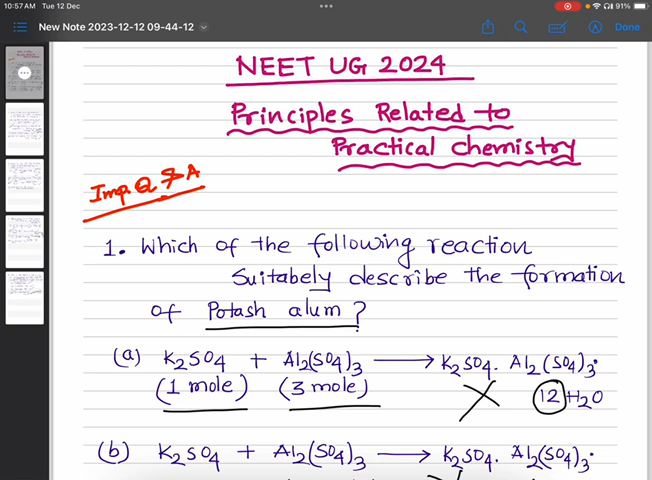 10:57 AM Tue 12 Dec
91%
New Note 2023-12-12 09-44-12
Done
NEET UG 2024
Principles Related to
Practical chemistry
Imp. Q & A
1. Which of the following reaction
Suitabely describe the formation
of Potash alum ?
(a) K₂SO₄ + Al₂(SO₄)₃ ⟶ K₂SO₄. Al₂(SO₄)₃.
(1 mole) (3 mole) 12 H₂O
(b) K₂SO₄ + Al₂(SO₄)₃ ⟶ K₂SO₄. Al₂(SO₄)₃.